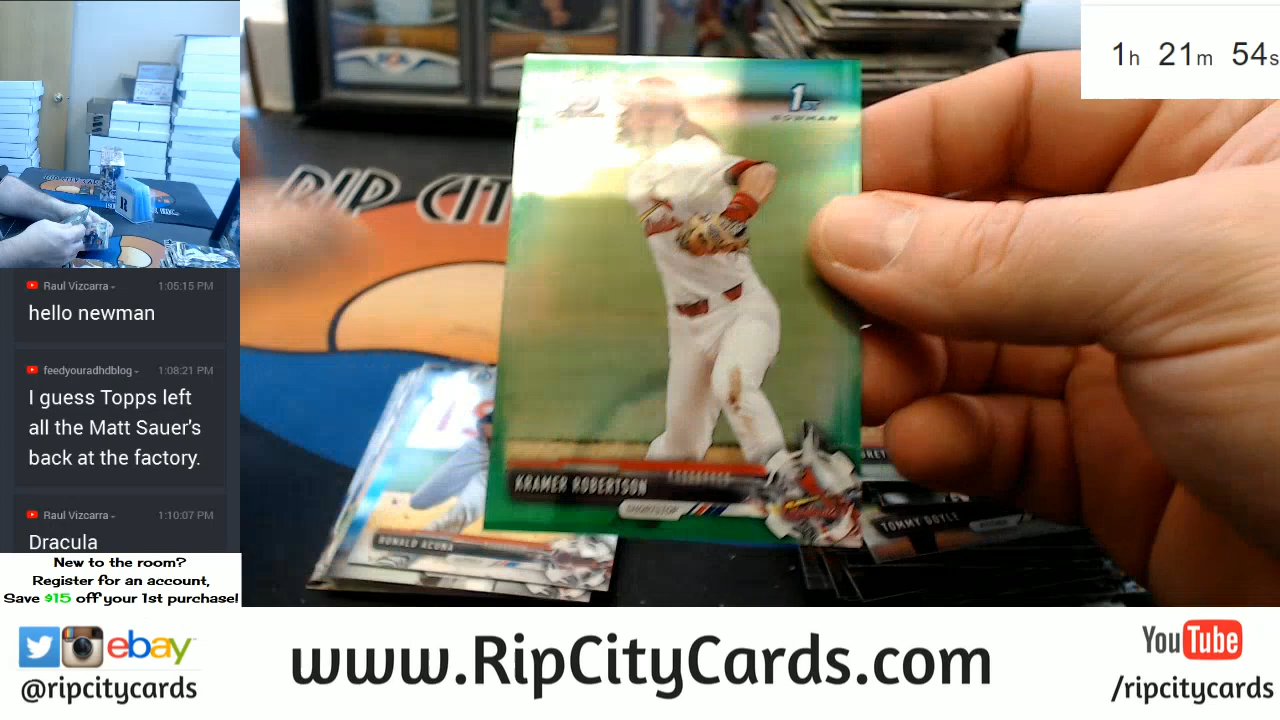 1h 21m 54s
RIP CITY
1ST
BOWMAN
KRAMER ROBERTSON
SHORTSTOP
RONALD ACUNA
TOMMY DOYLE
Raul Vizcarra
1:05:15 PM
hello newman
feedyouradhdblog
1:08:21 PM
I guess Topps left
all the Matt Sauer's
back at the factory.
Raul Vizcarra
1:10:07 PM
Dracula
New to the room?
Register for an account,
Save $15 off your 1st purchase!
ebay
@ripcitycards
www.RipCityCards.com
YouTube
/ripcitycards